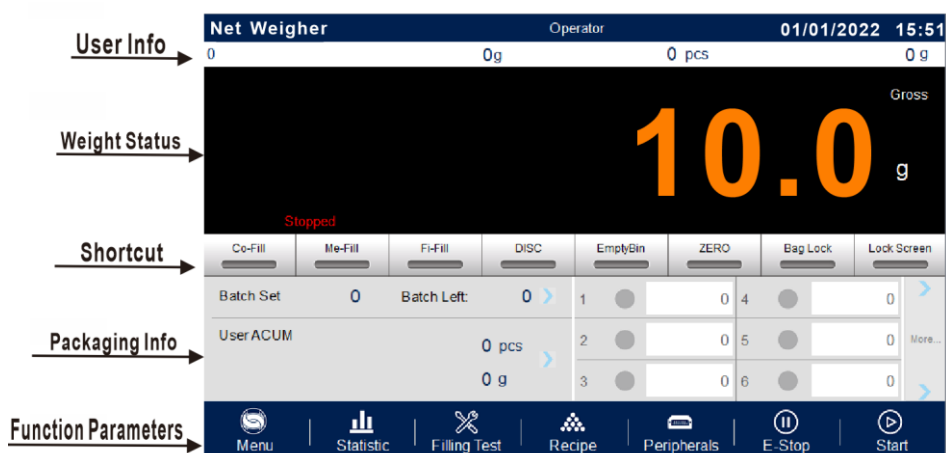 Net Weigher Operator 01/01/2022 15:51
User Info
0 0g 0 pcs 0 g
Gross
Weight Status
10.0 g
Stopped
Shortcut
Co-Fill Me-Fill Fi-Fill DISC EmptyBin ZERO Bag Lock Lock Screen
Batch Set 0 Batch Left: 0 1 0 4 0
Packaging Info
User ACUM 0 pcs 2 0 5 0 More...
0 g 3 0 6 0
Function Parameters
Menu Statistic Filling Test Recipe Peripherals E-Stop Start